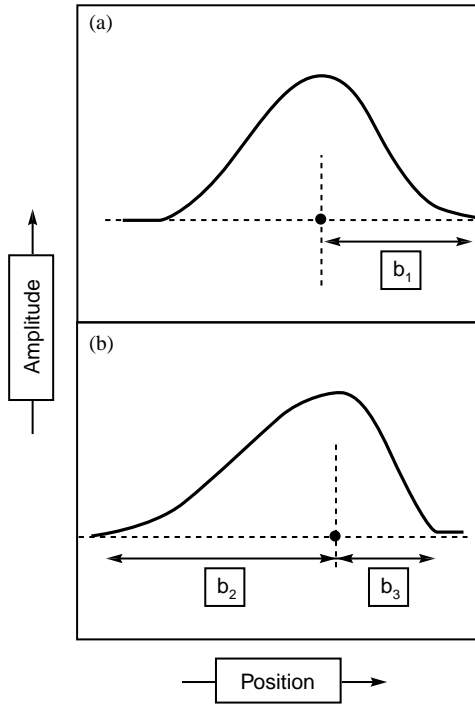 (a)
b₁
Amplitude
(b)
b₂
b₃
Position